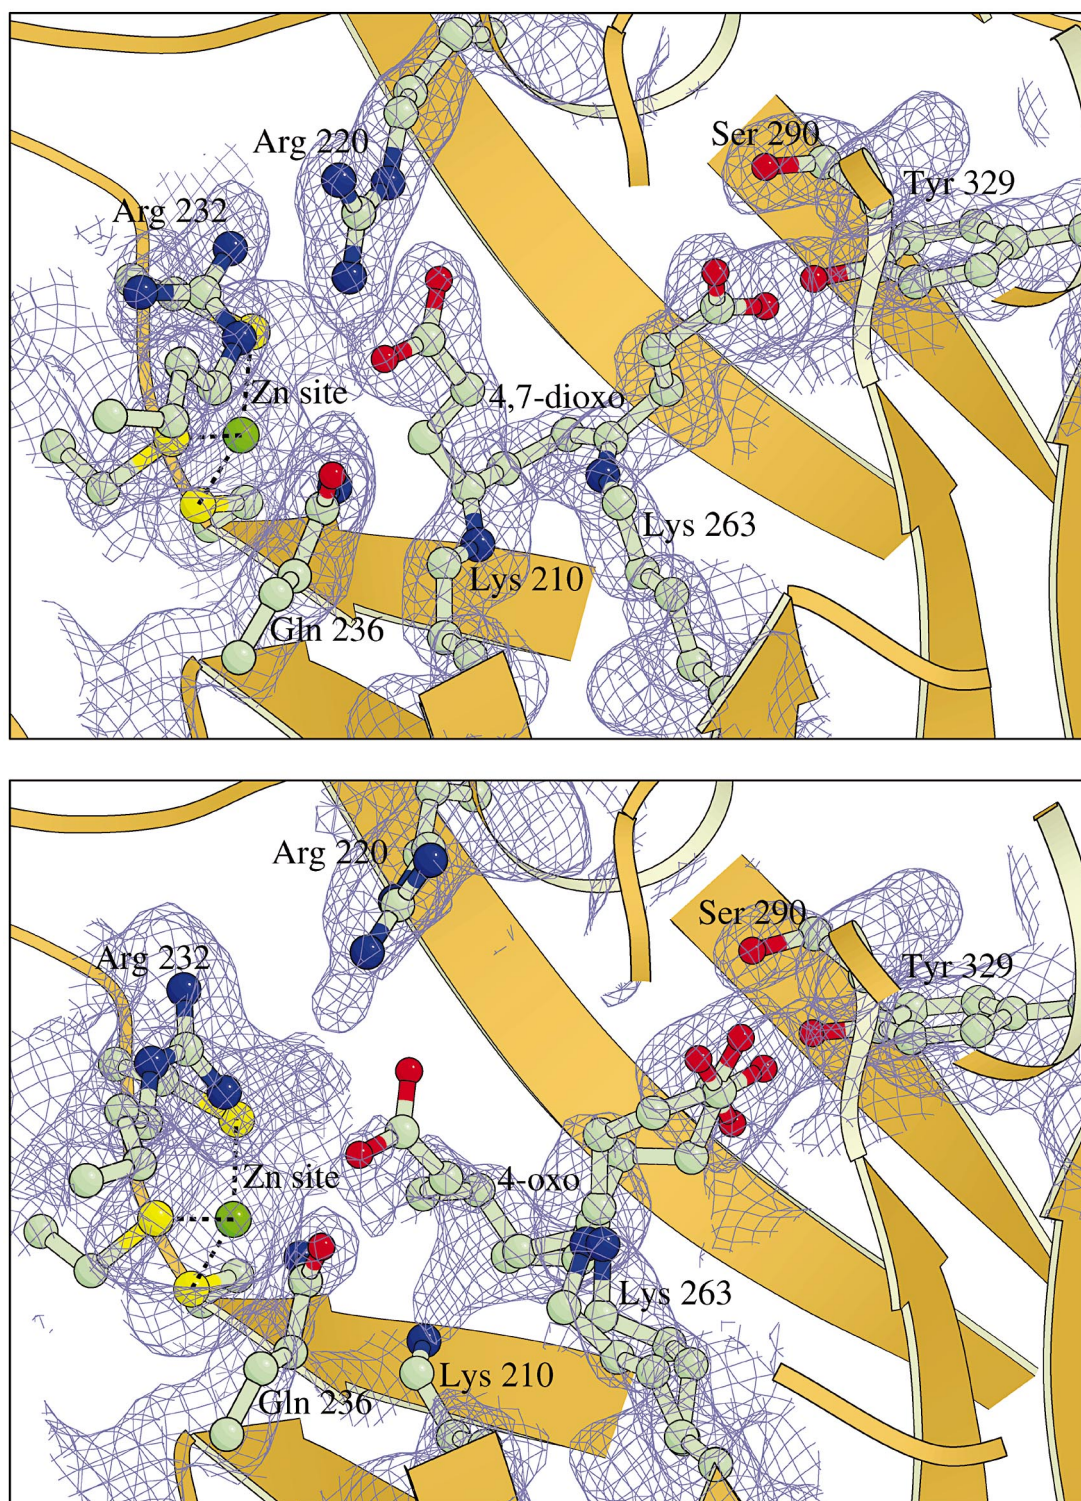 Arg 220
Ser 290
Tyr 329
Arg 232
Zn site
4,7-dioxo
Lys 263
Lys 210
Gln 236
Arg 220
Ser 290
Arg 232
Tyr 329
Zn site
4-oxo
Lys 263
Lys 210
Gln 236